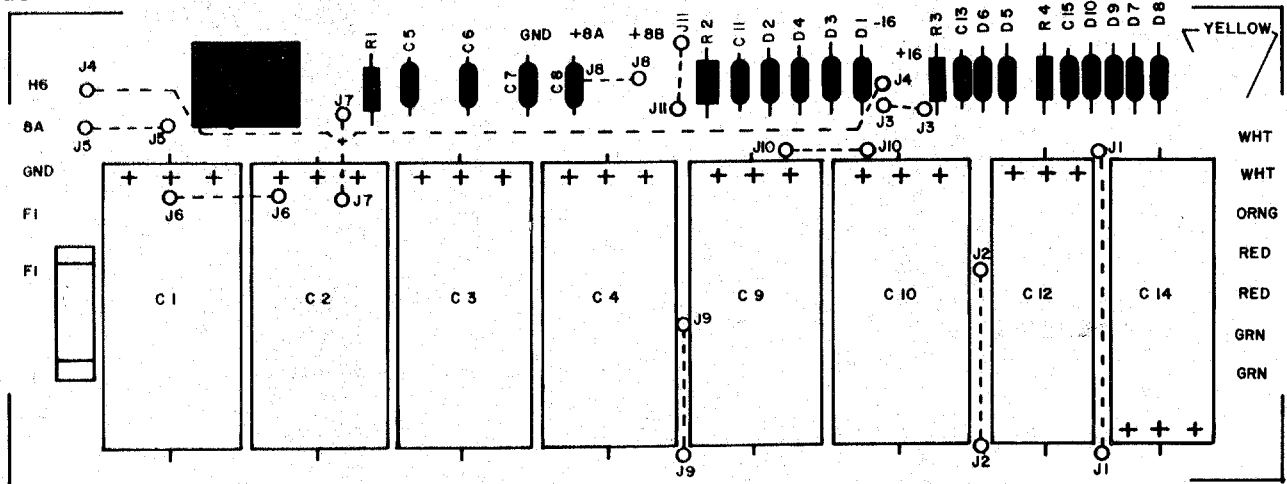 R1
C5
C6
GND
+8A
+8B
J11
R2
C11
D2
D4
D3
D1
-16
R3
C13
D6
D5
R4
C15
D10
D9
D7
D8
YELLOW
+16
J4
H6
C7
C8
J8
J8
J4
J7
J11
J3
J3
8A
J5
J5
J10
J10
J1
WHT
GND
+ + +
+ + +
+ + +
+ + +
+ + +
+ + +
+ + +
WHT
J6
J6
J7
F1
ORNG
J2
RED
F1
C1
C2
C3
C4
C9
C10
C12
C14
RED
J9
GRN
GRN
+ + +
J9
J2
J1